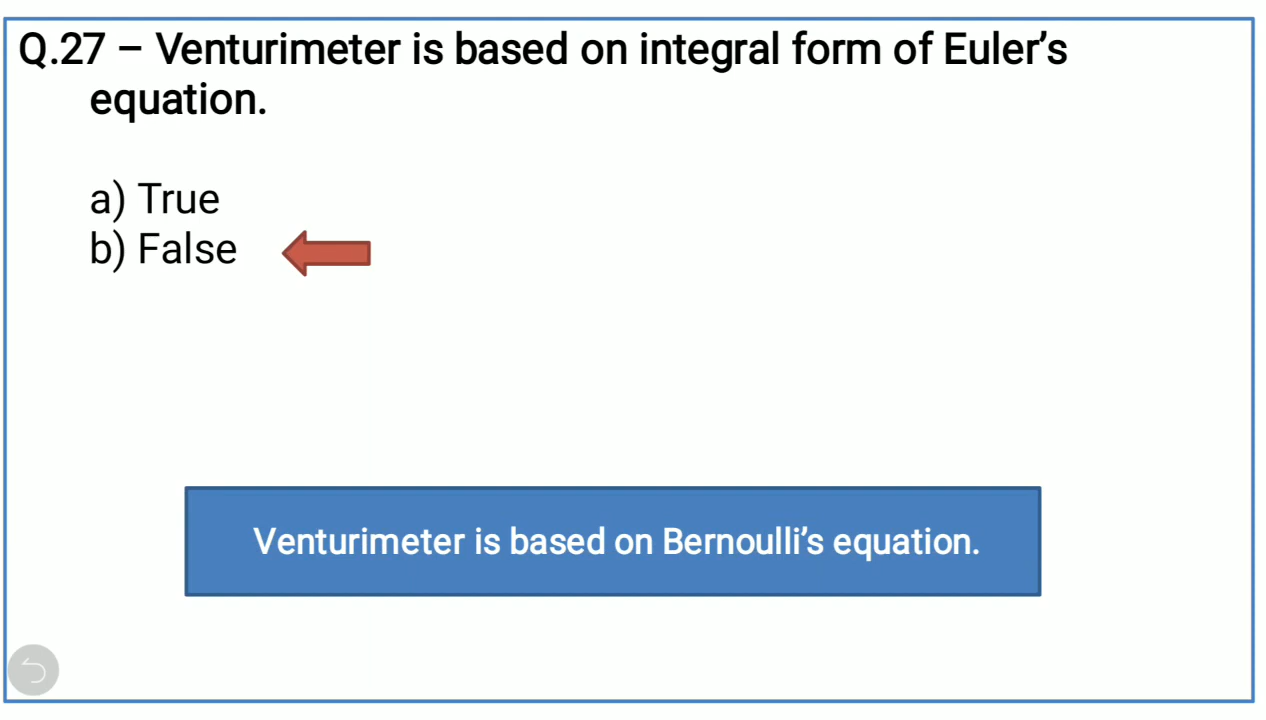 Q.27 – Venturimeter is based on integral form of Euler's
equation.
a) True
b) False
Venturimeter is based on Bernoulli's equation.